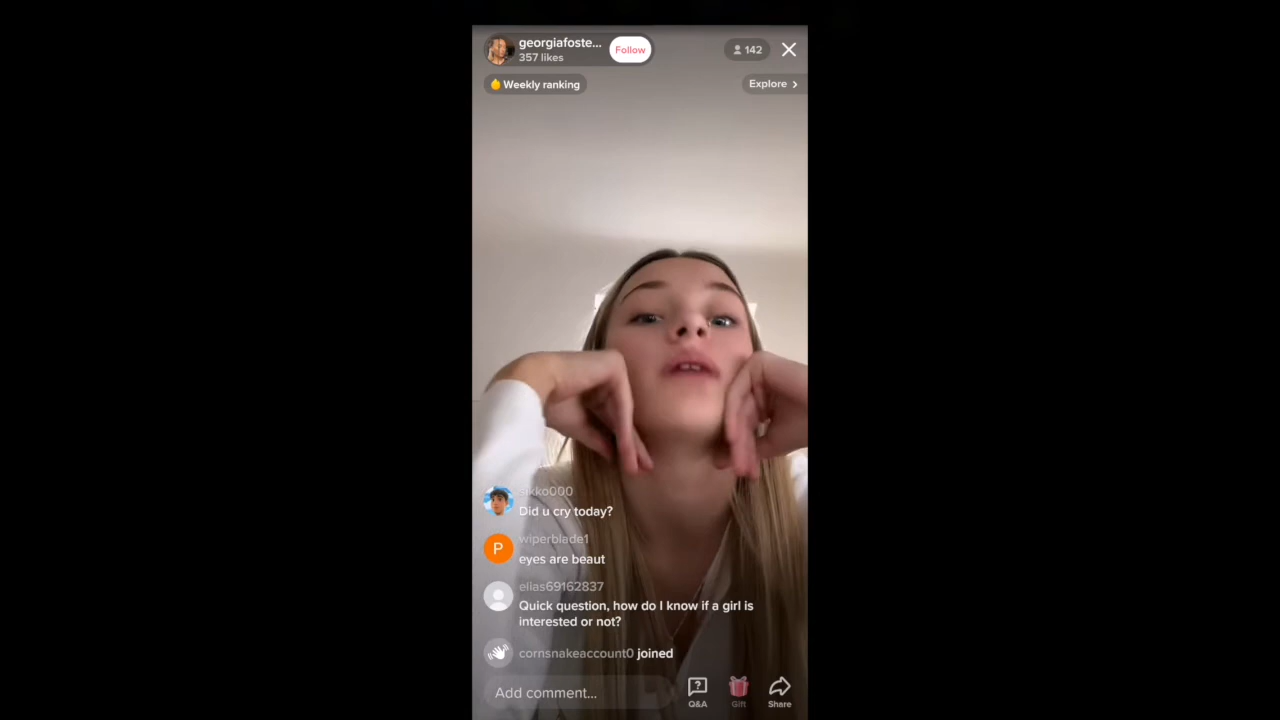 georgiafoste...
357 likes
Follow
142
Weekly ranking
Explore >
sikko000
Did u cry today?
P
wiperblade1
eyes are beaut
elias69162837
Quick question, how do I know if a girl is
interested or not?
cornsnakeaccount0 joined
Add comment...
?
Q&A
Gift
Share